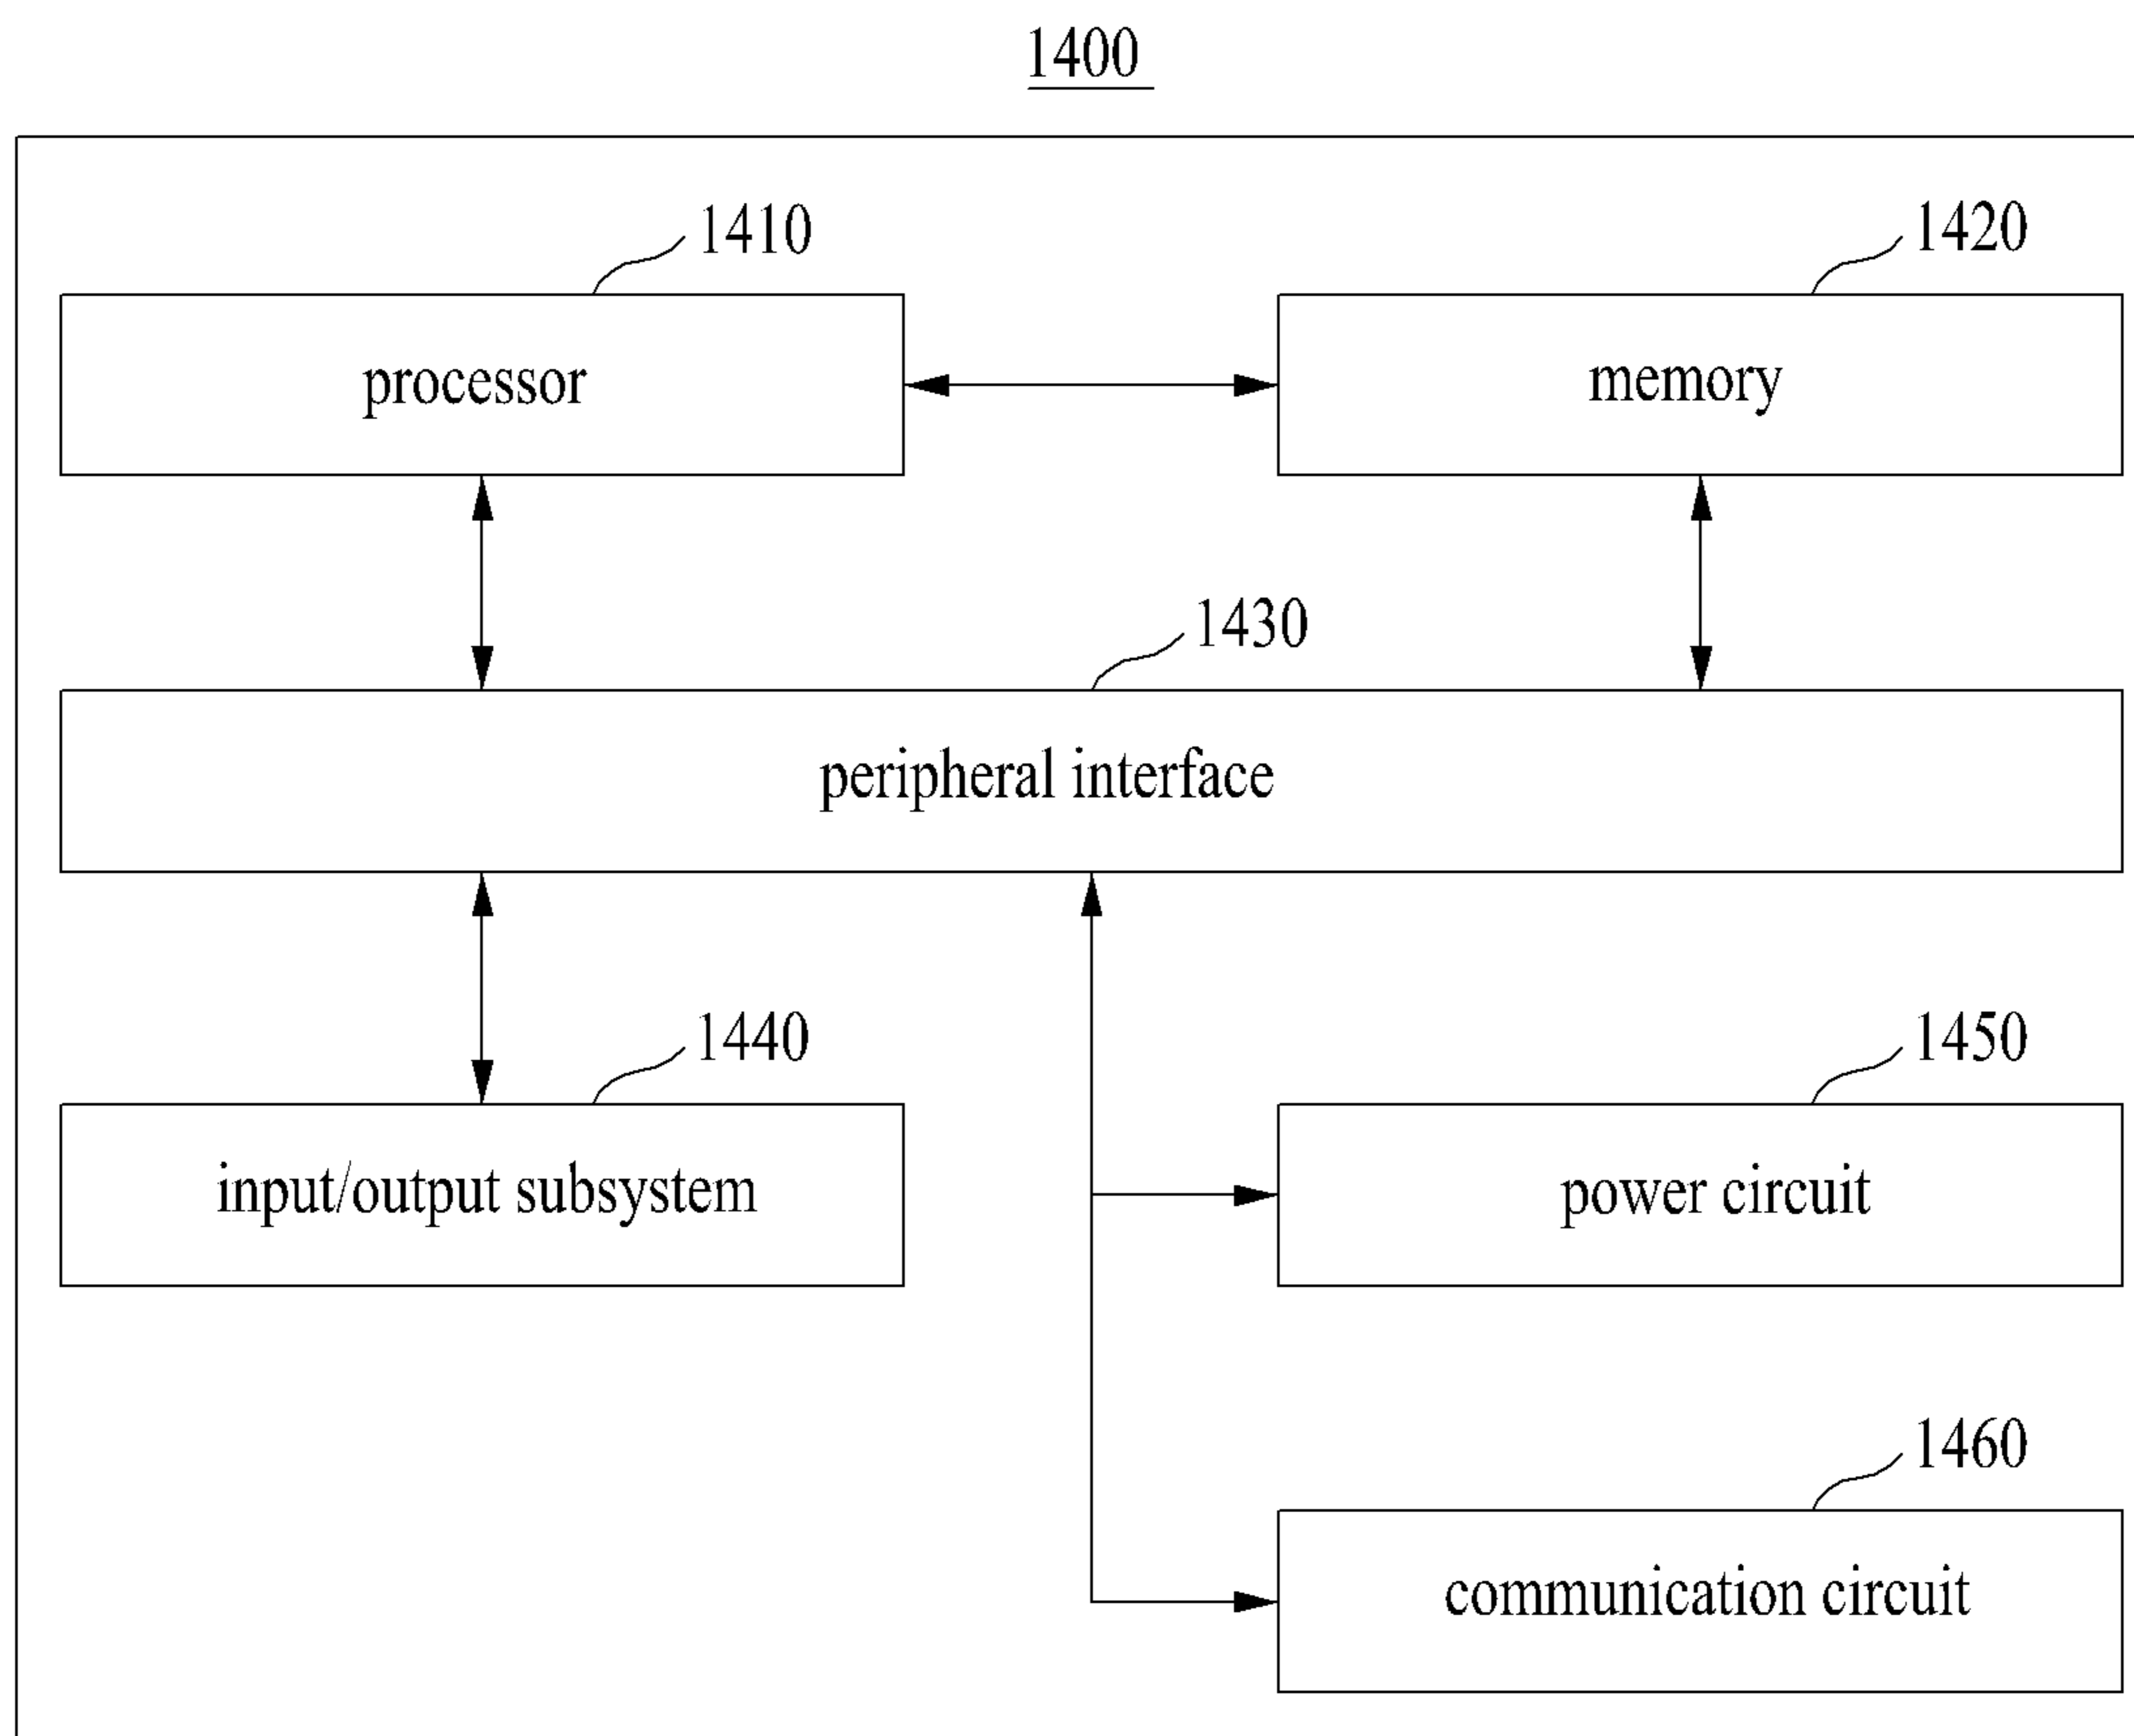 1400
1410
1420
processor
memory
1430
peripheral interface
1440
1450
input/output subsystem
power circuit
1460
communication circuit